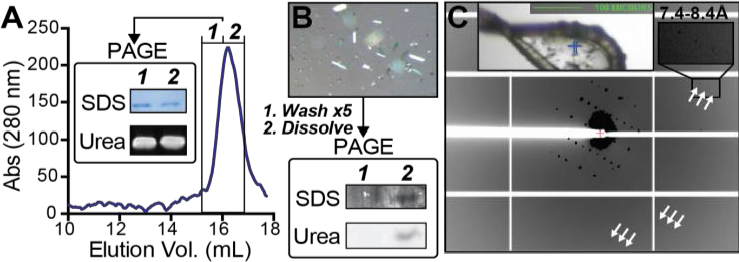 A
PAGE
1 2
SDS
Urea
1 2
Abs (280 nm)
250
200
150
100
50
0
10 12 14 16 18
Elution Vol. (mL)
B
1. Wash x5
2. Dissolve
PAGE
1 2
SDS
Urea
C
100 MICRONS
7.4-8.4Å